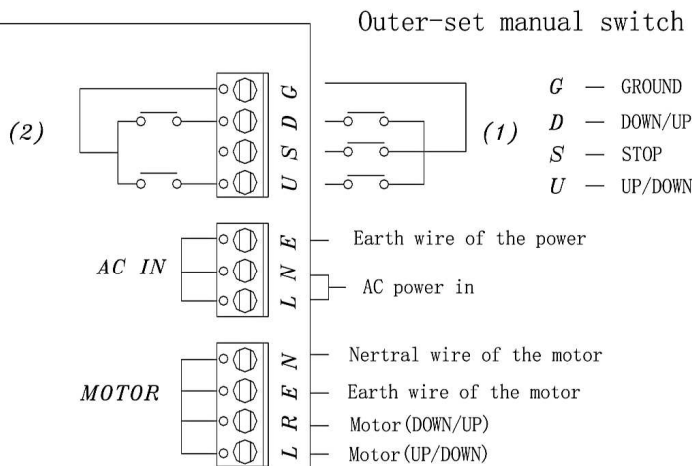 Outer-set manual switch
(2)
G
D
S
U
(1)
G — GROUND
D — DOWN/UP
S — STOP
U — UP/DOWN
AC IN
E
N
L
Earth wire of the power
AC power in
MOTOR
N
E
R
L
Nertral wire of the motor
Earth wire of the motor
Motor(DOWN/UP)
Motor(UP/DOWN)